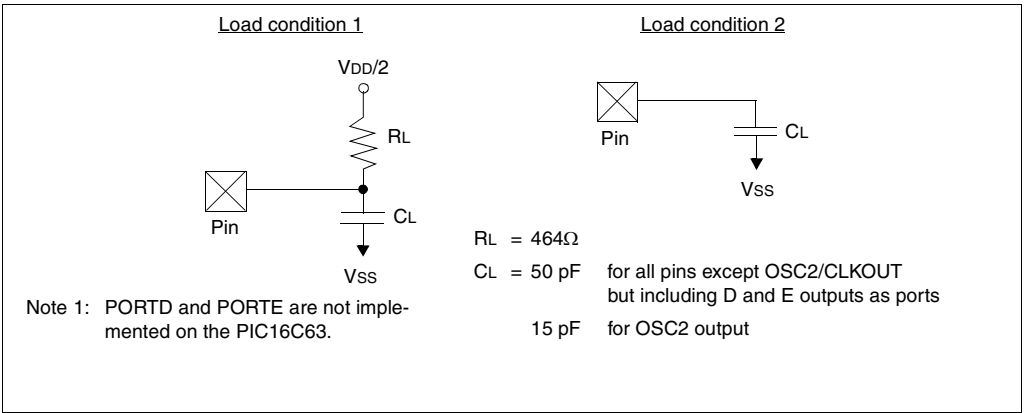 Load condition 1
VDD/2
RL
Pin
CL
VSS
Note 1: PORTD and PORTE are not imple-
mented on the PIC16C63.
Load condition 2
Pin
CL
VSS
RL = 464Ω
CL = 50 pF for all pins except OSC2/CLKOUT
but including D and E outputs as ports
15 pF for OSC2 output